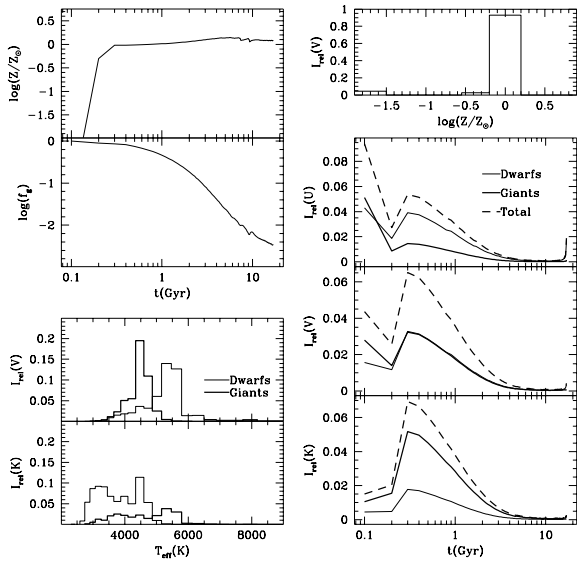 log(Z/Z⊙)
0.5
0
−0.5
−1
−1.5
log(f_g)
0
−1
−2
0.1
1
10
t(Gyr)
I_rel(V)
0.2
0.15
0.1
0.05
Dwarfs
Giants
I_rel(K)
0.2
0.15
0.1
0.05
4000
6000
8000
T_eff(K)
I_rel(V)
1
0.8
0.6
0.4
0.2
0
−1.5
−1
−0.5
0
0.5
log(Z/Z⊙)
I_rel(U)
0.08
0.06
0.04
0.02
0
Dwarfs
Giants
Total
I_rel(V)
0.06
0.04
0.02
0
I_rel(K)
0.06
0.04
0.02
0
0.1
1
10
t(Gyr)